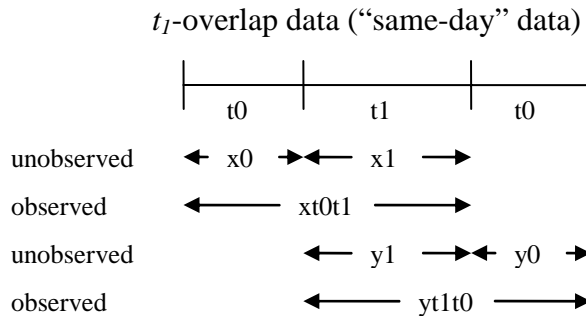 t1-overlap data (“same-day” data)
t0 t1 t0
unobserved x0 x1
observed xt0t1
unobserved y1 y0
observed yt1t0